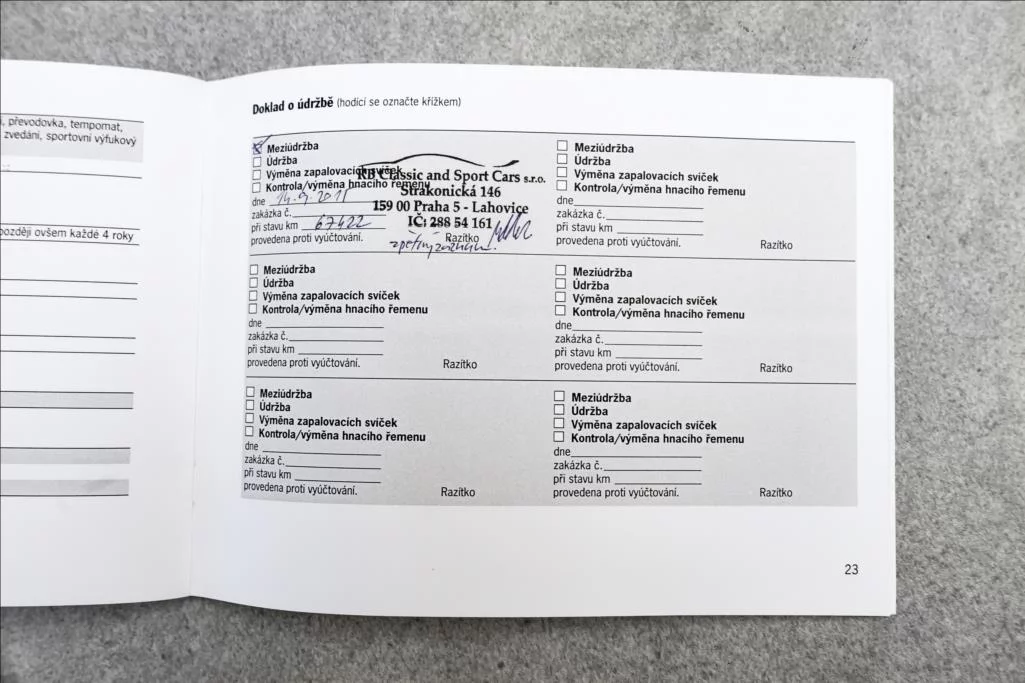 , převodovka, tempomat,
zvedání, sportovní výfukový
později ovšem každé 4 roky
Doklad o údržbě (hodící se označte křížkem)
Meziúdržba
Údržba
Výměna zapalovacích svíček
Kontrola/výměna hnacího řemenu
dne 14.9.2011
zakázka č.
při stavu km 67422
provedena proti vyúčtování.
Razítko
RB Classic and Sport Cars s.r.o.
Strakonická 146
159 00 Praha 5 - Lahovice
IČ: 288 54 161
Meziúdržba
Údržba
Výměna zapalovacích svíček
Kontrola/výměna hnacího řemenu
dne
zakázka č.
při stavu km
provedena proti vyúčtování.
Razítko
Meziúdržba
Údržba
Výměna zapalovacích svíček
Kontrola/výměna hnacího řemenu
dne
zakázka č.
při stavu km
provedena proti vyúčtování.
Razítko
Meziúdržba
Údržba
Výměna zapalovacích svíček
Kontrola/výměna hnacího řemenu
dne
zakázka č.
při stavu km
provedena proti vyúčtování.
Razítko
Meziúdržba
Údržba
Výměna zapalovacích svíček
Kontrola/výměna hnacího řemenu
dne
zakázka č.
při stavu km
provedena proti vyúčtování.
Razítko
Meziúdržba
Údržba
Výměna zapalovacích svíček
Kontrola/výměna hnacího řemenu
dne
zakázka č.
při stavu km
provedena proti vyúčtování.
Razítko
23